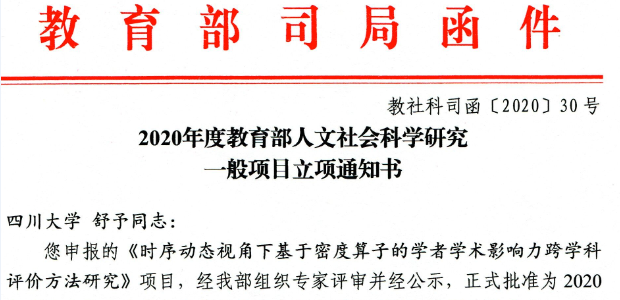 教育部司局函件
教社科司函〔2020〕30号
2020年度教育部人文社会科学研究
一般项目立项通知书
四川大学 舒予同志：
您申报的《时序动态视角下基于密度算子的学者学术影响力跨学科
评价方法研究》项目，经我部组织专家评审并经公示，正式批准为2020